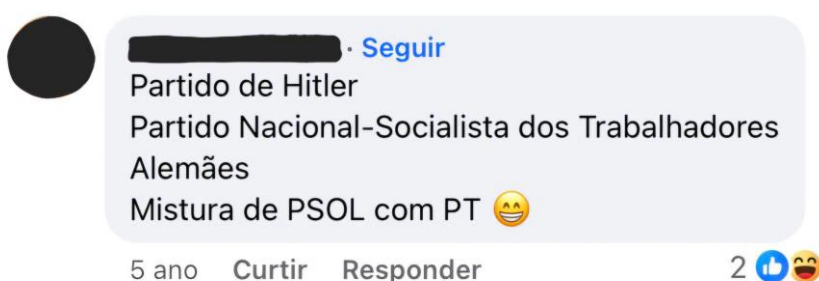 · Seguir
Partido de Hitler
Partido Nacional-Socialista dos Trabalhadores
Alemães
Mistura de PSOL com PT 😁
5 ano Curtir Responder 2